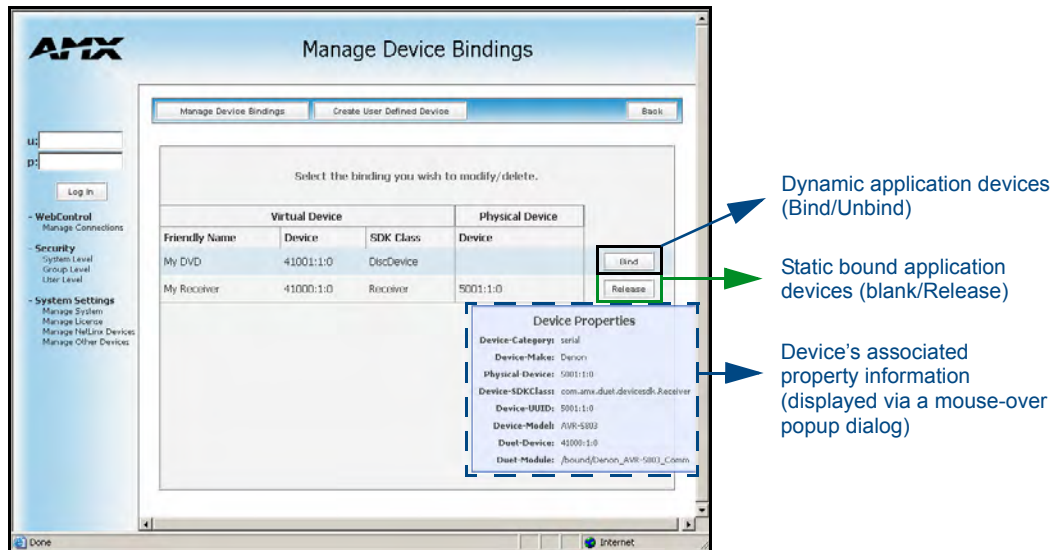 AMX
Manage Device Bindings
Manage Device Bindings
Create User Defined Device
Back
u:
p:
Log In
- WebControl
Manage Connections
- Security
System Level
Group Level
User Level
- System Settings
Manage System
Manage License
Manage NetLinx Devices
Manage Other Devices
Select the binding you wish to modify/delete.
Virtual Device
Physical Device
Friendly Name
Device
SDK Class
Device
My DVD
41001:1:0
DiscDevice
Bind
My Receiver
41000:1:0
Receiver
5001:1:0
Release
Device Properties
Device-Category: serial
Device-Make: Denon
Physical-Device: 5001:1:0
Device-SDKClass: com.amx.duet.devicesdk.Receiver
Device-UUID: 5001:1:0
Device-Model: AVR-5803
Duet-Device: 41000:1:0
Duet-Module: /bound/Denon_AVR-5803_Comm
Done
Internet
Dynamic application devices
(Bind/Unbind)
Static bound application
devices (blank/Release)
Device's associated
property information
(displayed via a mouse-over
popup dialog)